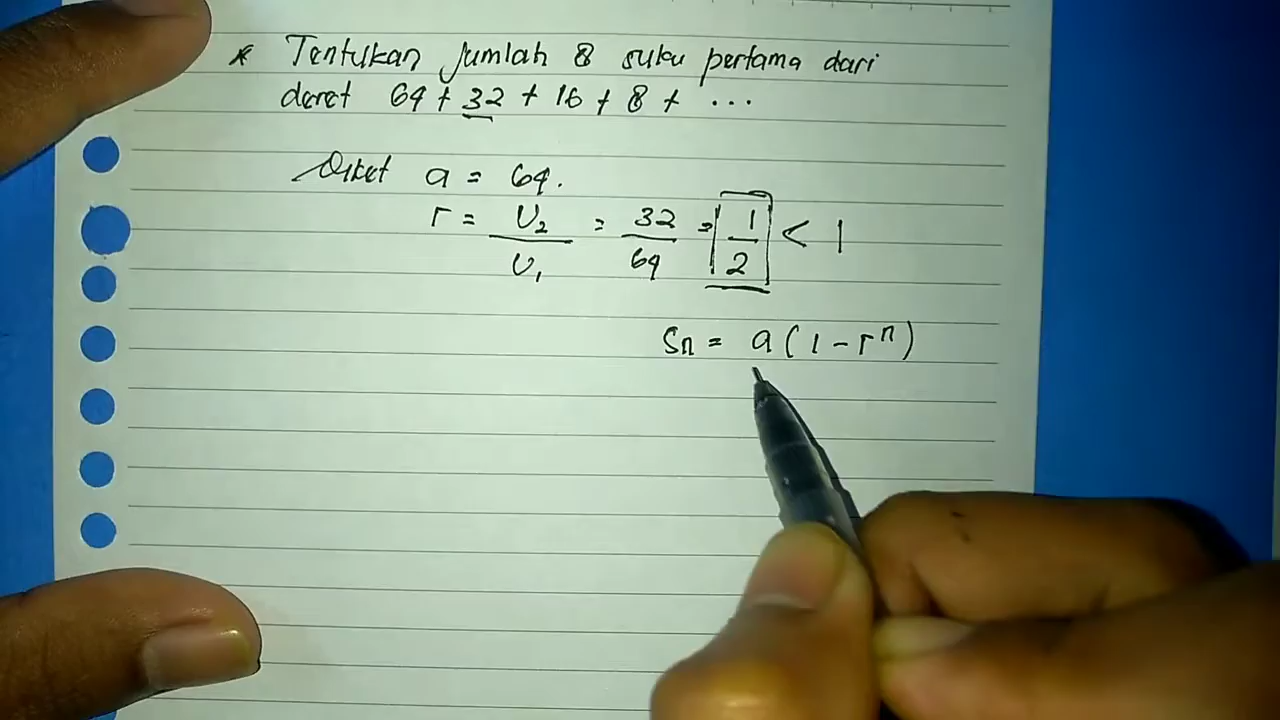 * Tentukan Jumlah 8 suku pertama dari
deret 64 + 32 + 16 + 8 + ...
Diket a = 64.
r = U₂/U₁ = 32/64 = 1/2 < 1
Sn = a(1 - rⁿ)